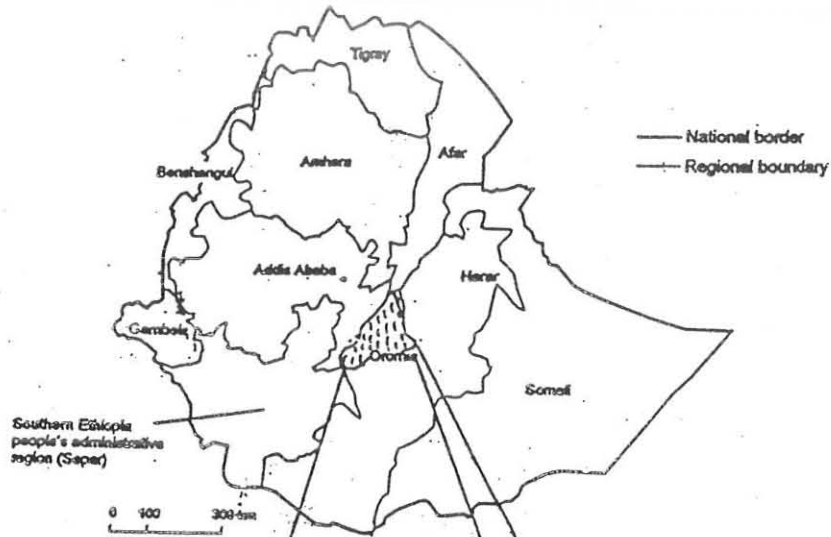 Tigray
National border
Afar
Amhara
Regional boundary
Benshangul
Addis Ababa
Harar
Gambela
Oromia
Somali
Southern Ethiopia
people's administrative
region (Separ)
0 100 300 km